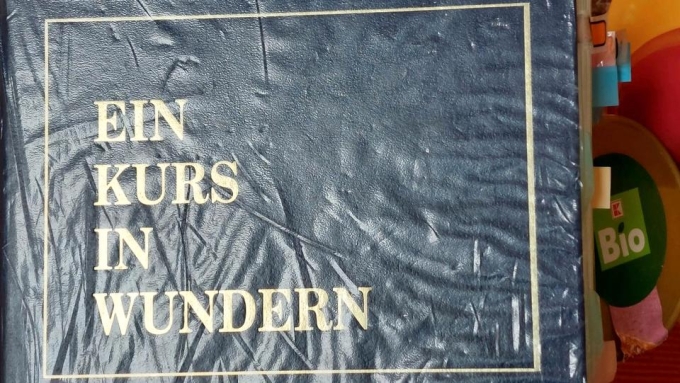 EIN
KURS
IN
WUNDERN
K
Bio